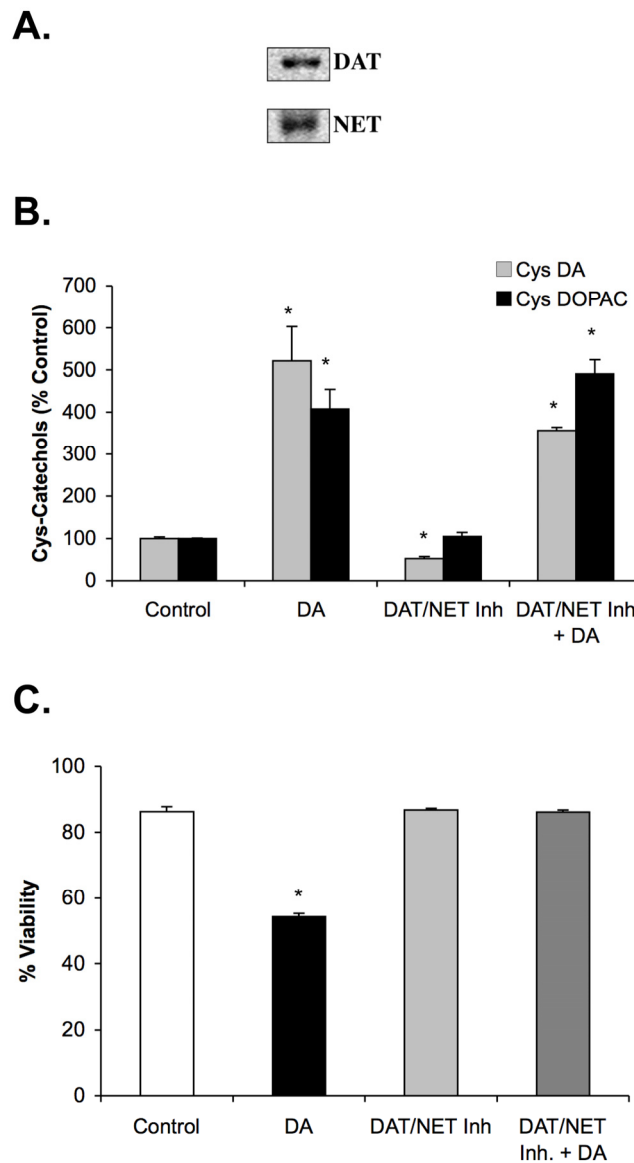 A.
DAT
NET
B.
Cys DA
Cys DOPAC
Cys-Catechols (% Control)
700
600
500
400
300
200
100
0
*
*
*
*
*
Control
DA
DAT/NET Inh
DAT/NET Inh
+ DA
C.
% Viability
100
80
60
40
20
0
*
Control
DA
DAT/NET Inh
DAT/NET
Inh. + DA